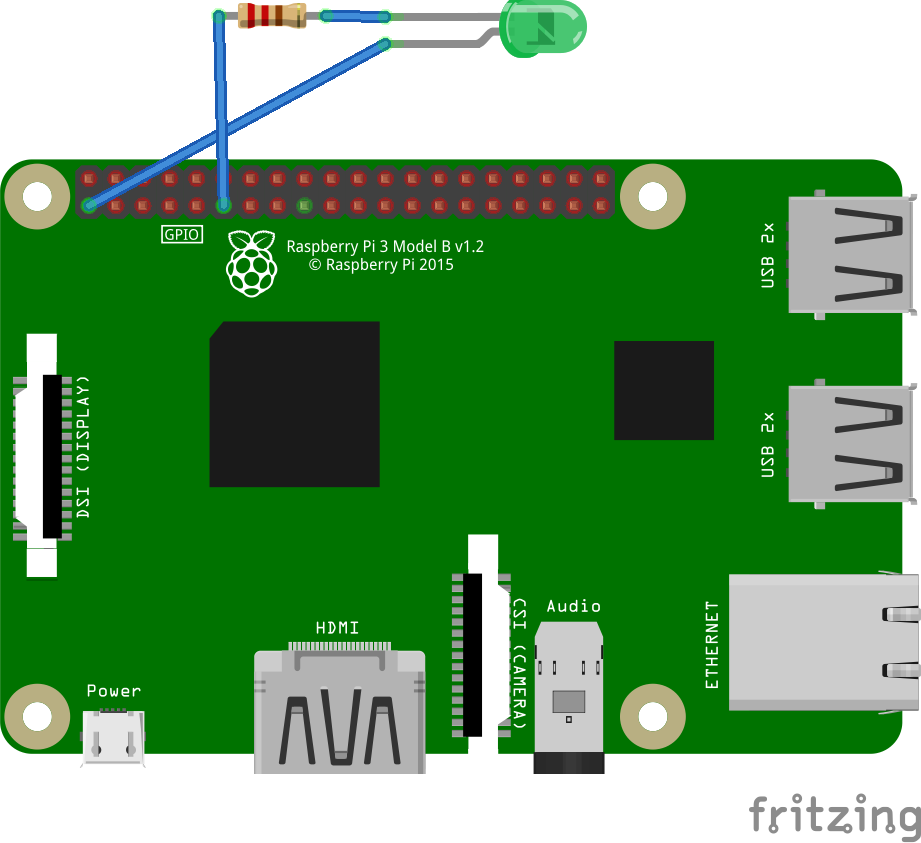 GPIO
Raspberry Pi 3 Model B v1.2
© Raspberry Pi 2015
USB 2x
DSI (DISPLAY)
USB 2x
CSI (CAMERA)
Audio
ETHERNET
HDMI
Power
fritzing